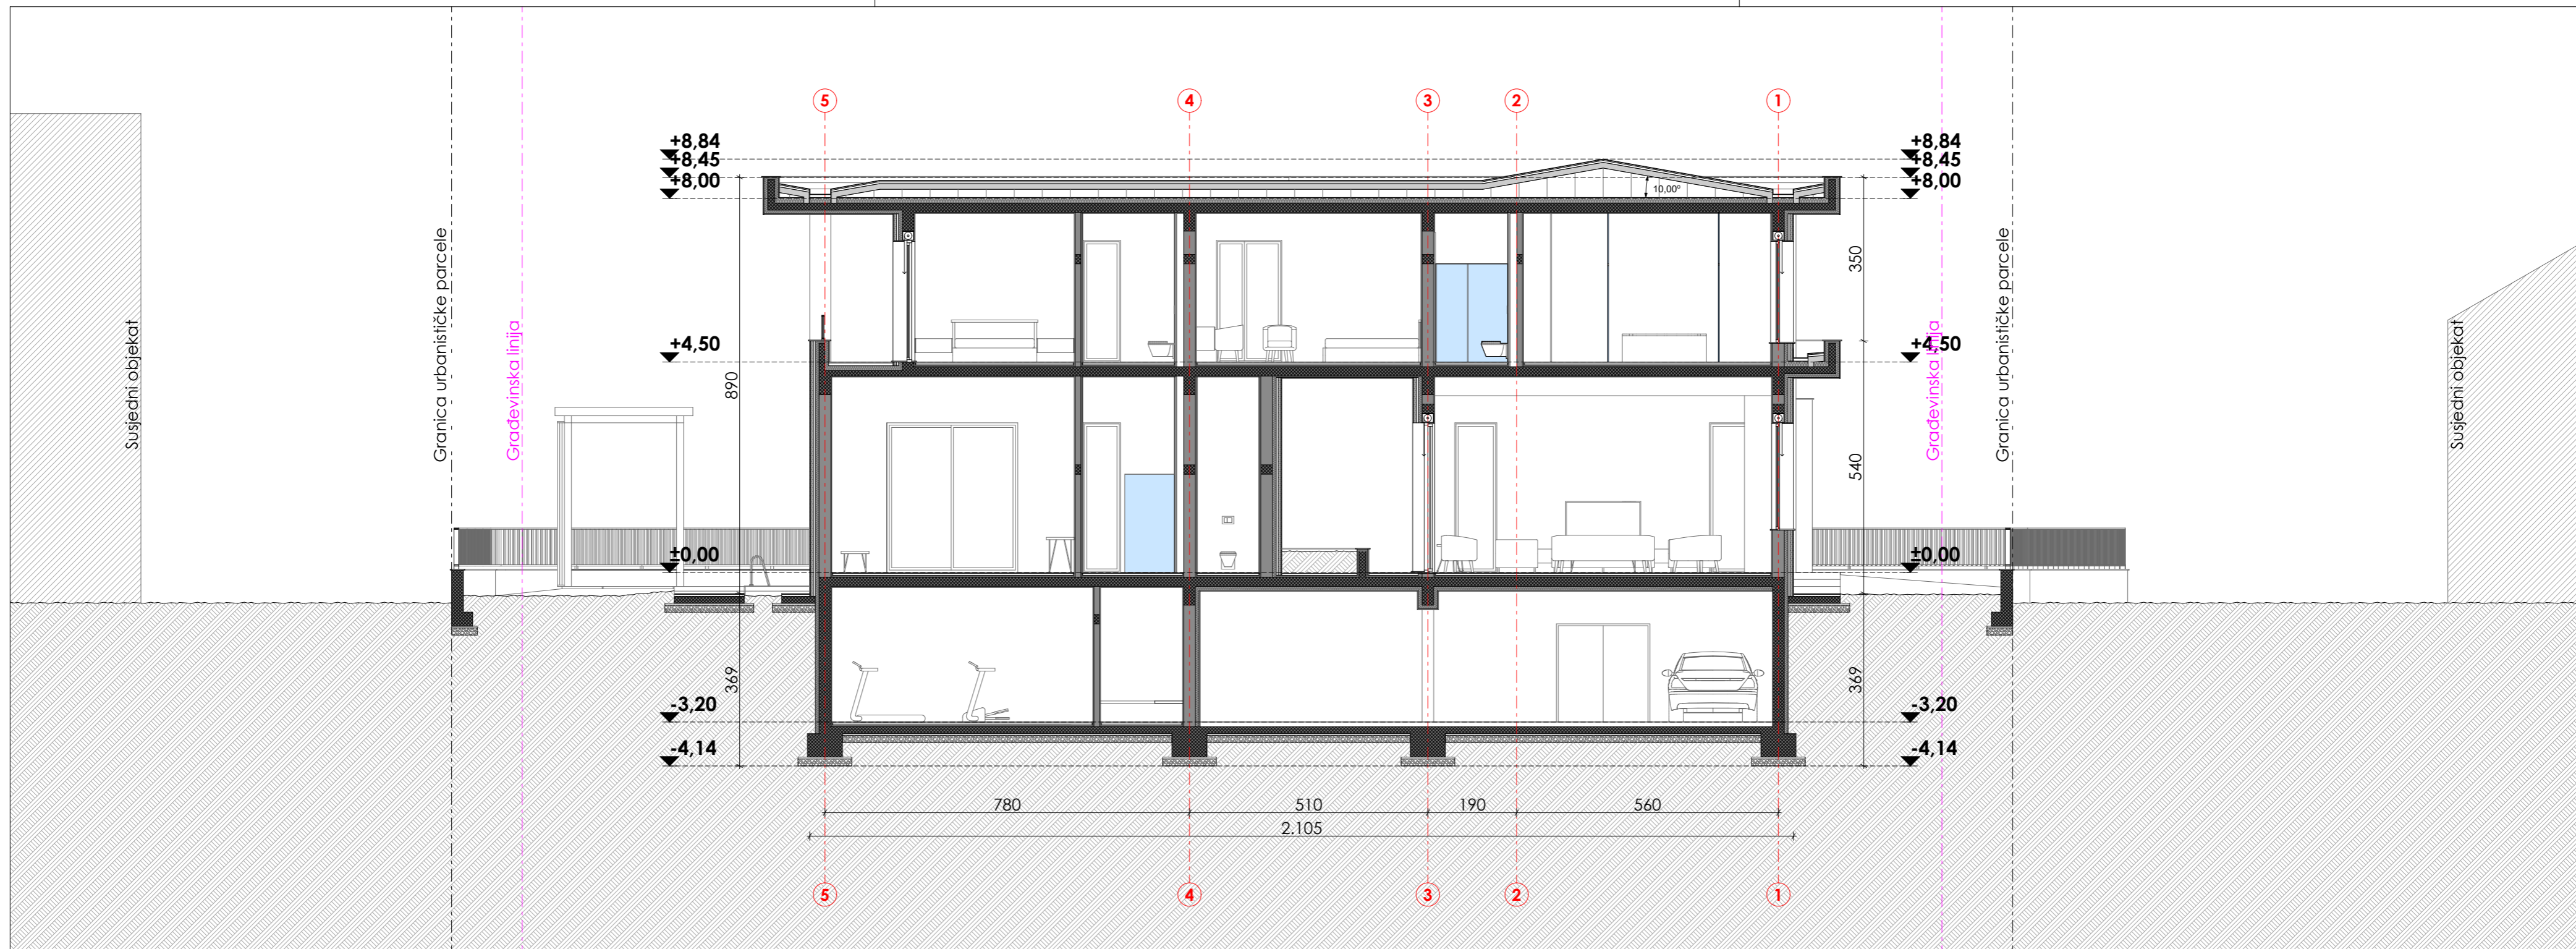 5 4 3 2 1
+8,84 +8,84
+8,45 +8,45
+8,00 +8,00
10,00°
350
Susjedni objekat
Granica urbanističke parcele
Građevinska linija
Građevinska linija
Granica urbanističke parcele
Susjedni objekat
+4,50 +4,50
890
540
±0,00 ±0,00
369 369
-3,20 -3,20
-4,14 -4,14
780 510 190 560
2.105
5 4 3 2 1